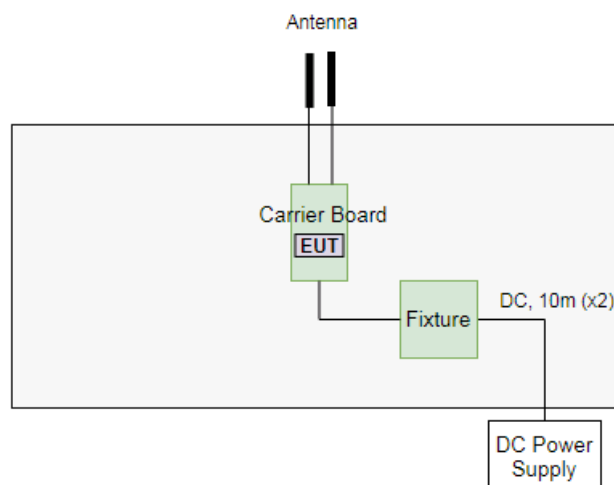 Antenna
Carrier Board
EUT
Fixture
DC, 10m (x2)
DC Power
Supply